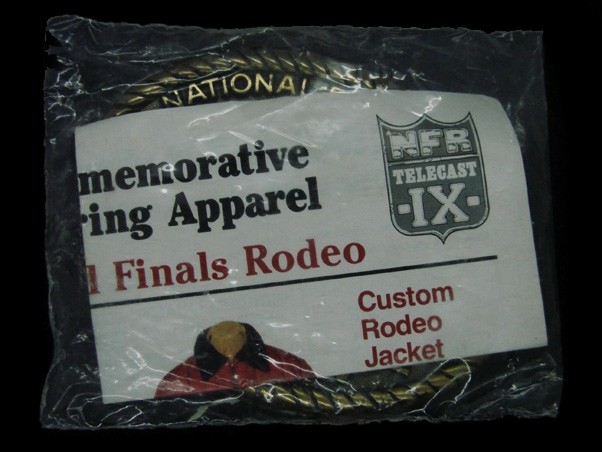 NATIONAL
memorative
ring Apparel
l Finals Rodeo
NFR
TELECAST
·IX·
Custom
Rodeo
Jacket